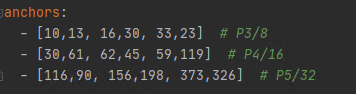 anchors:
  - [10,13, 16,30, 33,23]  # P3/8
  - [30,61, 62,45, 59,119]  # P4/16
  - [116,90, 156,198, 373,326]  # P5/32